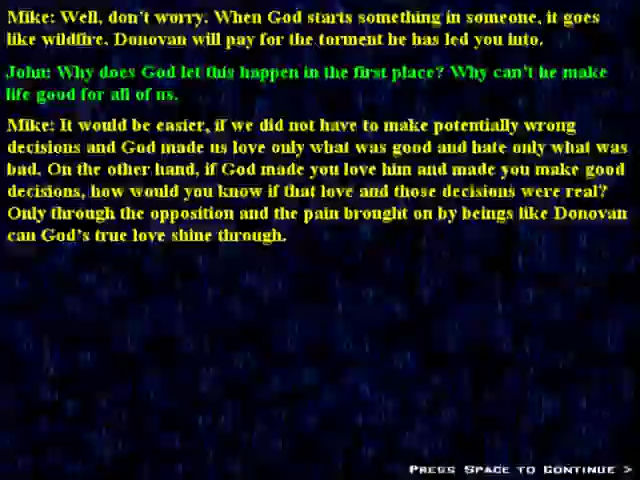 Mike: Well, don't worry. When God starts something in someone, it goes
like wildfire. Donovan will pay for the torment he has led you into.
John: Why does God let this happen in the first place? Why can't he make
life good for all of us.
Mike: It would be easier, if we did not have to make potentially wrong
decisions and God made us love only what was good and hate only what was
bad. On the other hand, if God made you love him and made you make good
decisions, how would you know if that love and those decisions were real?
Only through the opposition and the pain brought on by beings like Donovan
can God's true love shine through.
Press Space to Continue >